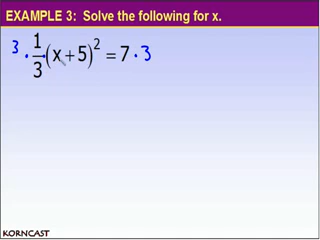 EXAMPLE 3: Solve the following for x.
3 · 1/3 · (x + 5)² = 7 · 3
KORNCAST